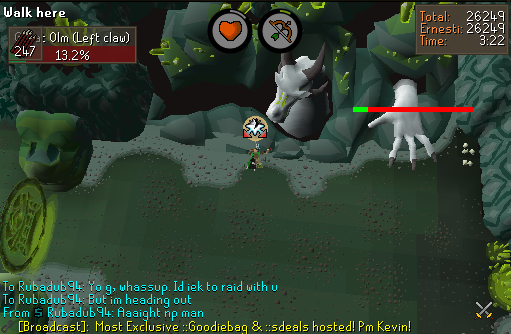 Walk here
Olm (Left claw)
247
13.2%
Total: 26249
Ernesti: 26249
Time: 3:22
To Rubadub94: Yo g, whassup. Id iek to raid with u
To Rubadub94: But im heading out
From S Rubadub94: Aaaight np man
[Broadcast]: Most Exclusive ::Goodiebag & ::sdeals hosted! Pm Kevin!